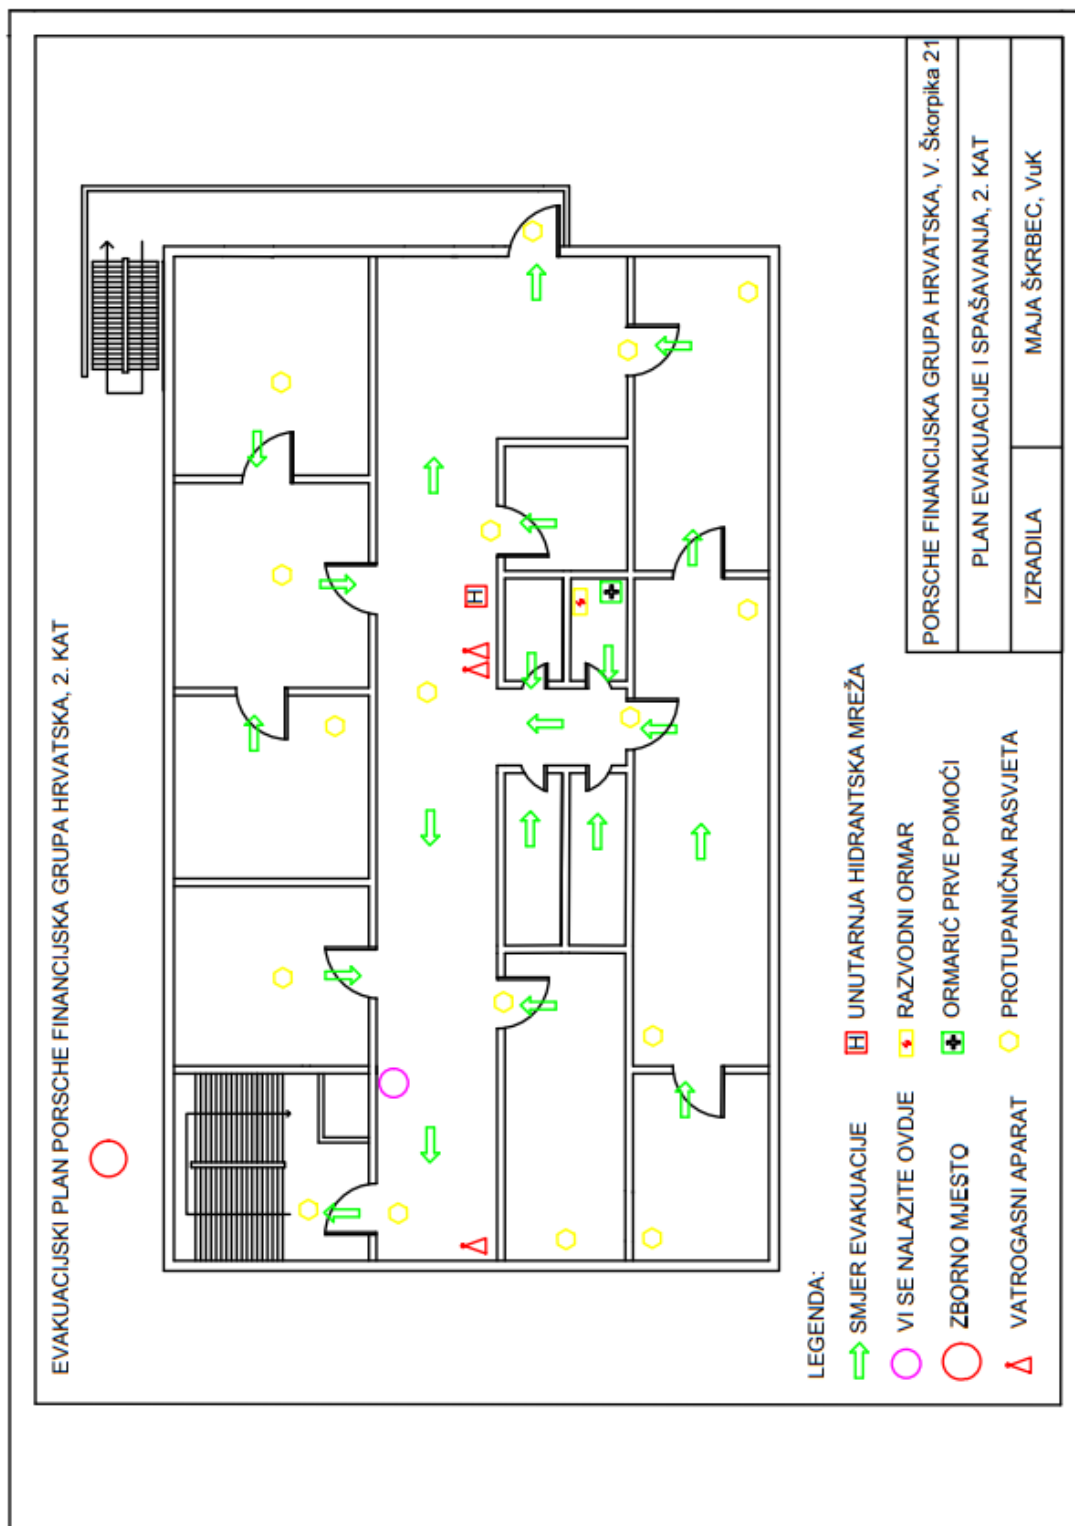 EVAKUACIJSKI PLAN PORSCHE FINANCIJSKA GRUPA HRVATSKA, 2. KAT
H
LEGENDA:
SMJER EVAKUACIJE
H UNUTARNJA HIDRANTSKA MREŽA
VI SE NALAZITE OVDJE
RAZVODNI ORMAR
ZBORNO MJESTO
ORMARIĆ PRVE POMOĆI
VATROGASNI APARAT
PROTUPANIČNA RASVJETA
PORSCHE FINANCIJSKA GRUPA HRVATSKA, V. Škorpika 21
PLAN EVAKUACIJE I SPAŠAVANJA, 2. KAT
IZRADILA
MAJA ŠKRBEC, VuK